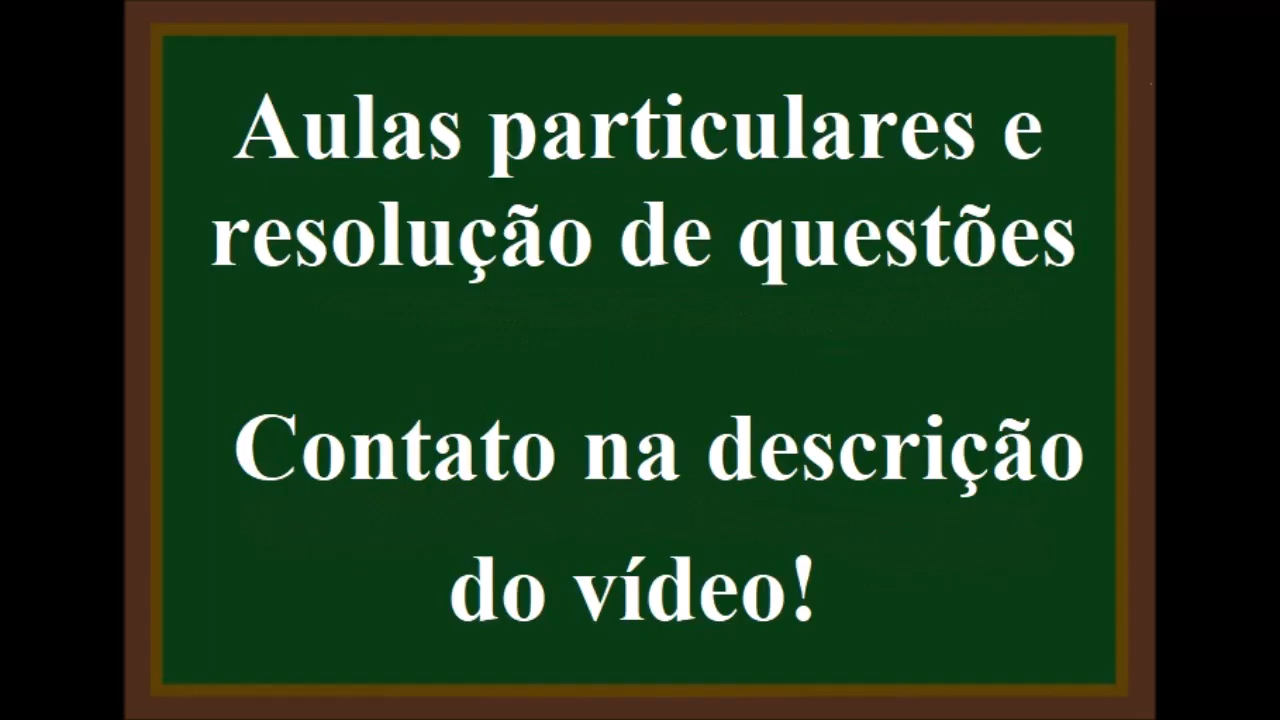 Aulas particulares e
resolução de questões
Contato na descrição
do vídeo!